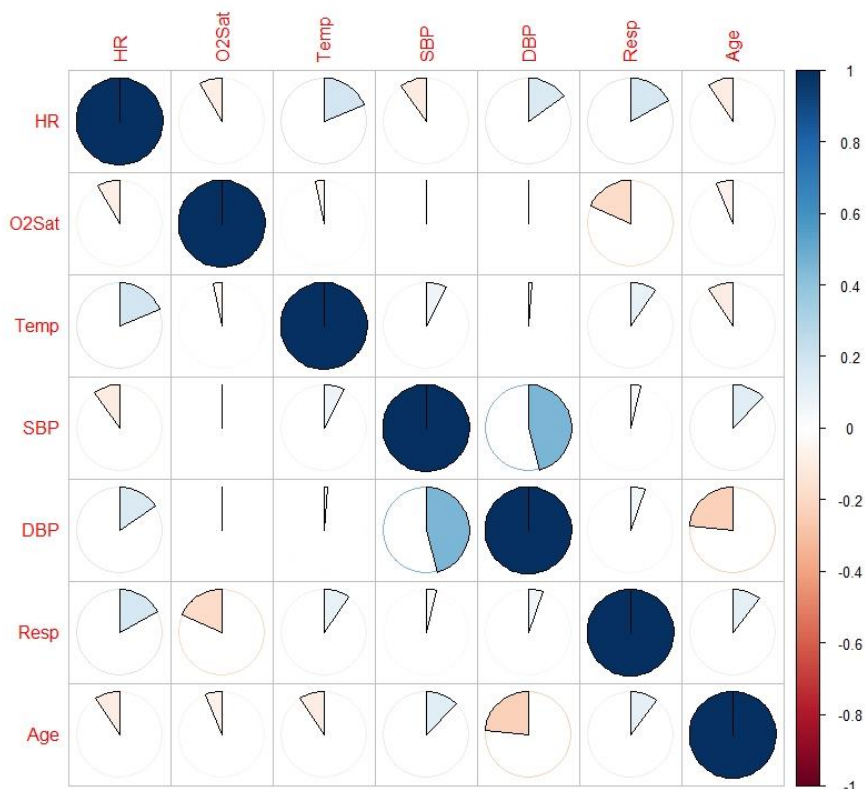 HR O2Sat Temp SBP DBP Resp Age
HR
O2Sat
Temp
SBP
DBP
Resp
Age
1
0.8
0.6
0.4
0.2
0
-0.2
-0.4
-0.6
-0.8
-1